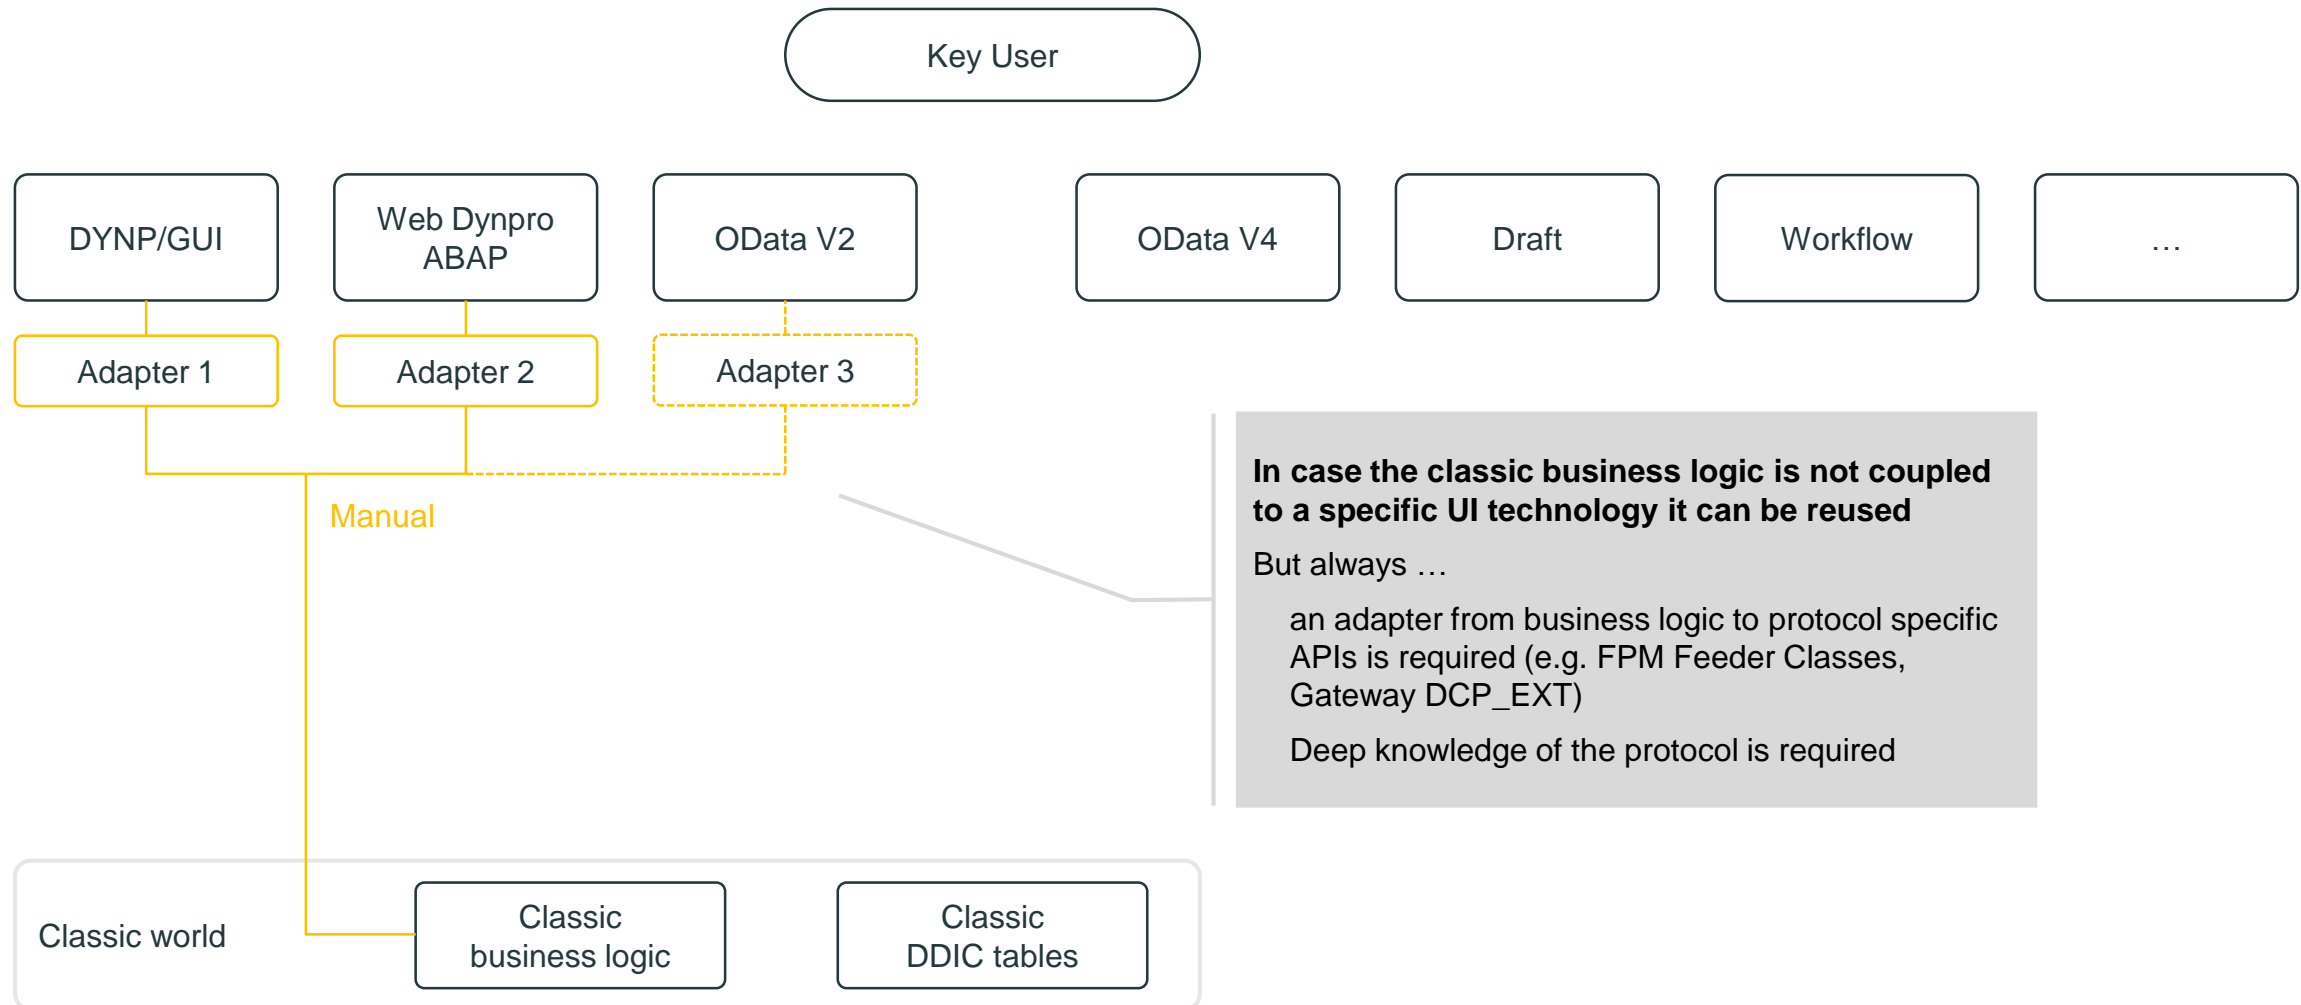 Key User
DYNP/GUI
Web Dynpro
ABAP
OData V2
OData V4
Draft
Workflow
…
Adapter 1
Adapter 2
Adapter 3
Manual
In case the classic business logic is not coupled
to a specific UI technology it can be reused
But always …
an adapter from business logic to protocol specific
APIs is required (e.g. FPM Feeder Classes,
Gateway DCP_EXT)
Deep knowledge of the protocol is required
Classic world
Classic
business logic
Classic
DDIC tables